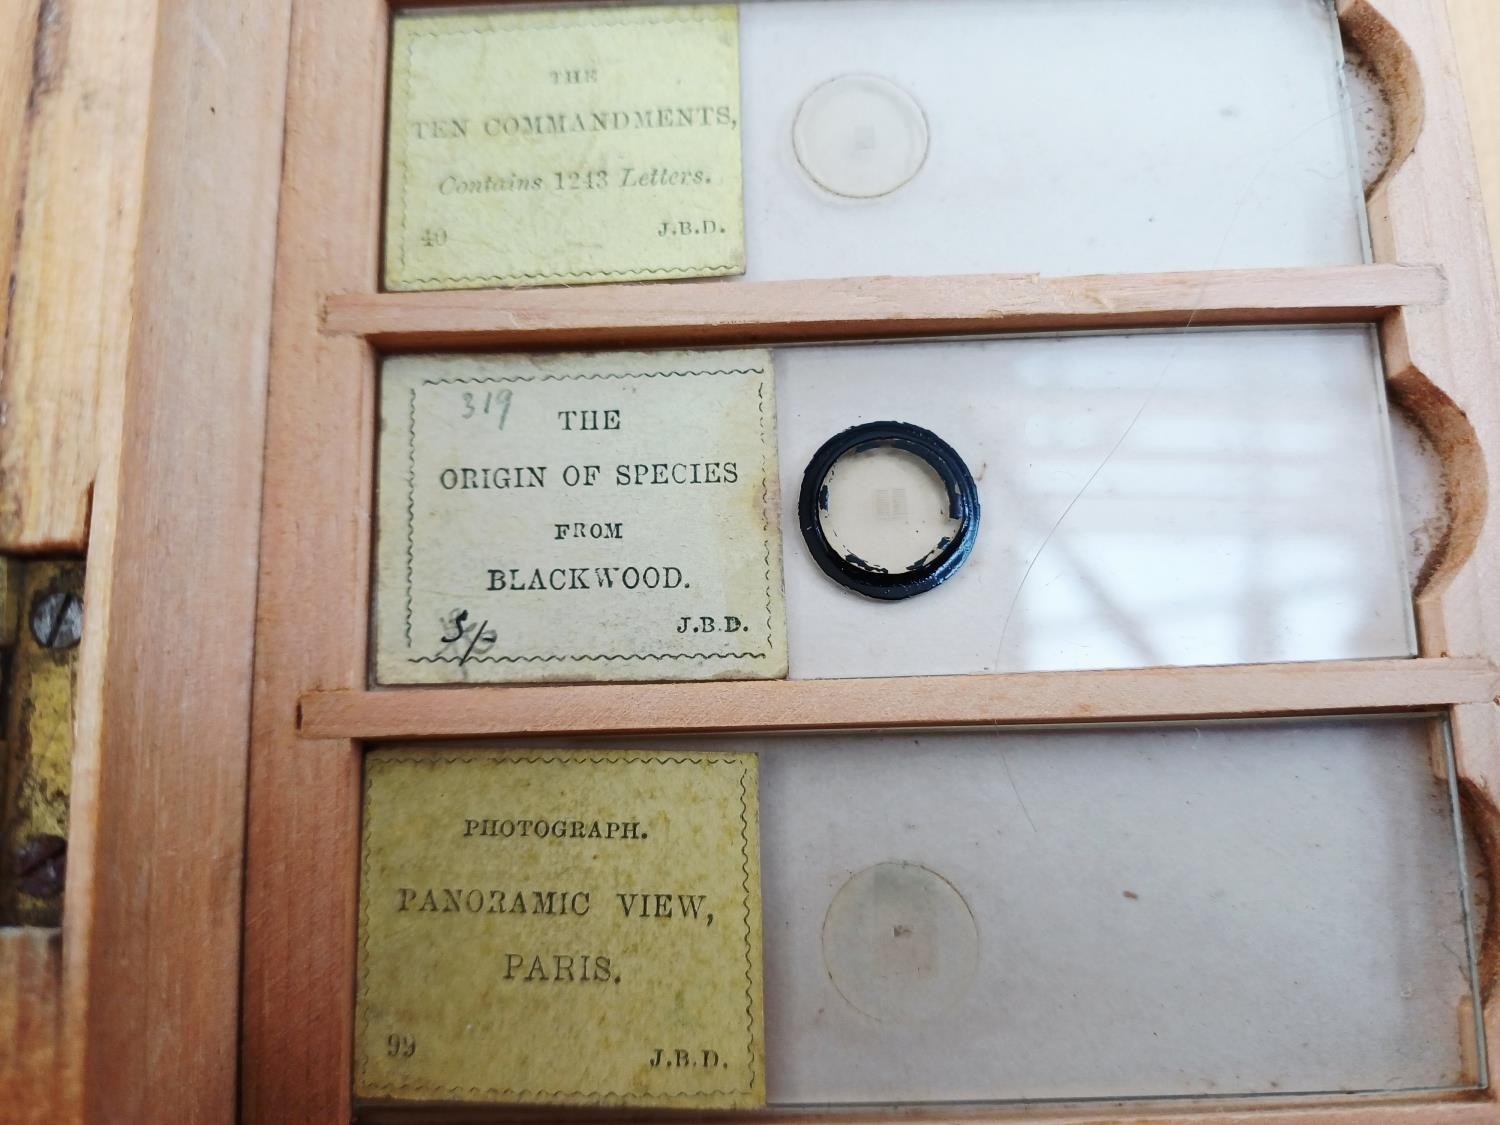 THE
TEN COMMANDMENTS,
Contains 1243 Letters.
40 J.B.D.
319
THE
ORIGIN OF SPECIES
FROM
BLACKWOOD.
J.B.D.
5/-
PHOTOGRAPH.
PANORAMIC VIEW,
PARIS.
99 J.B.D.